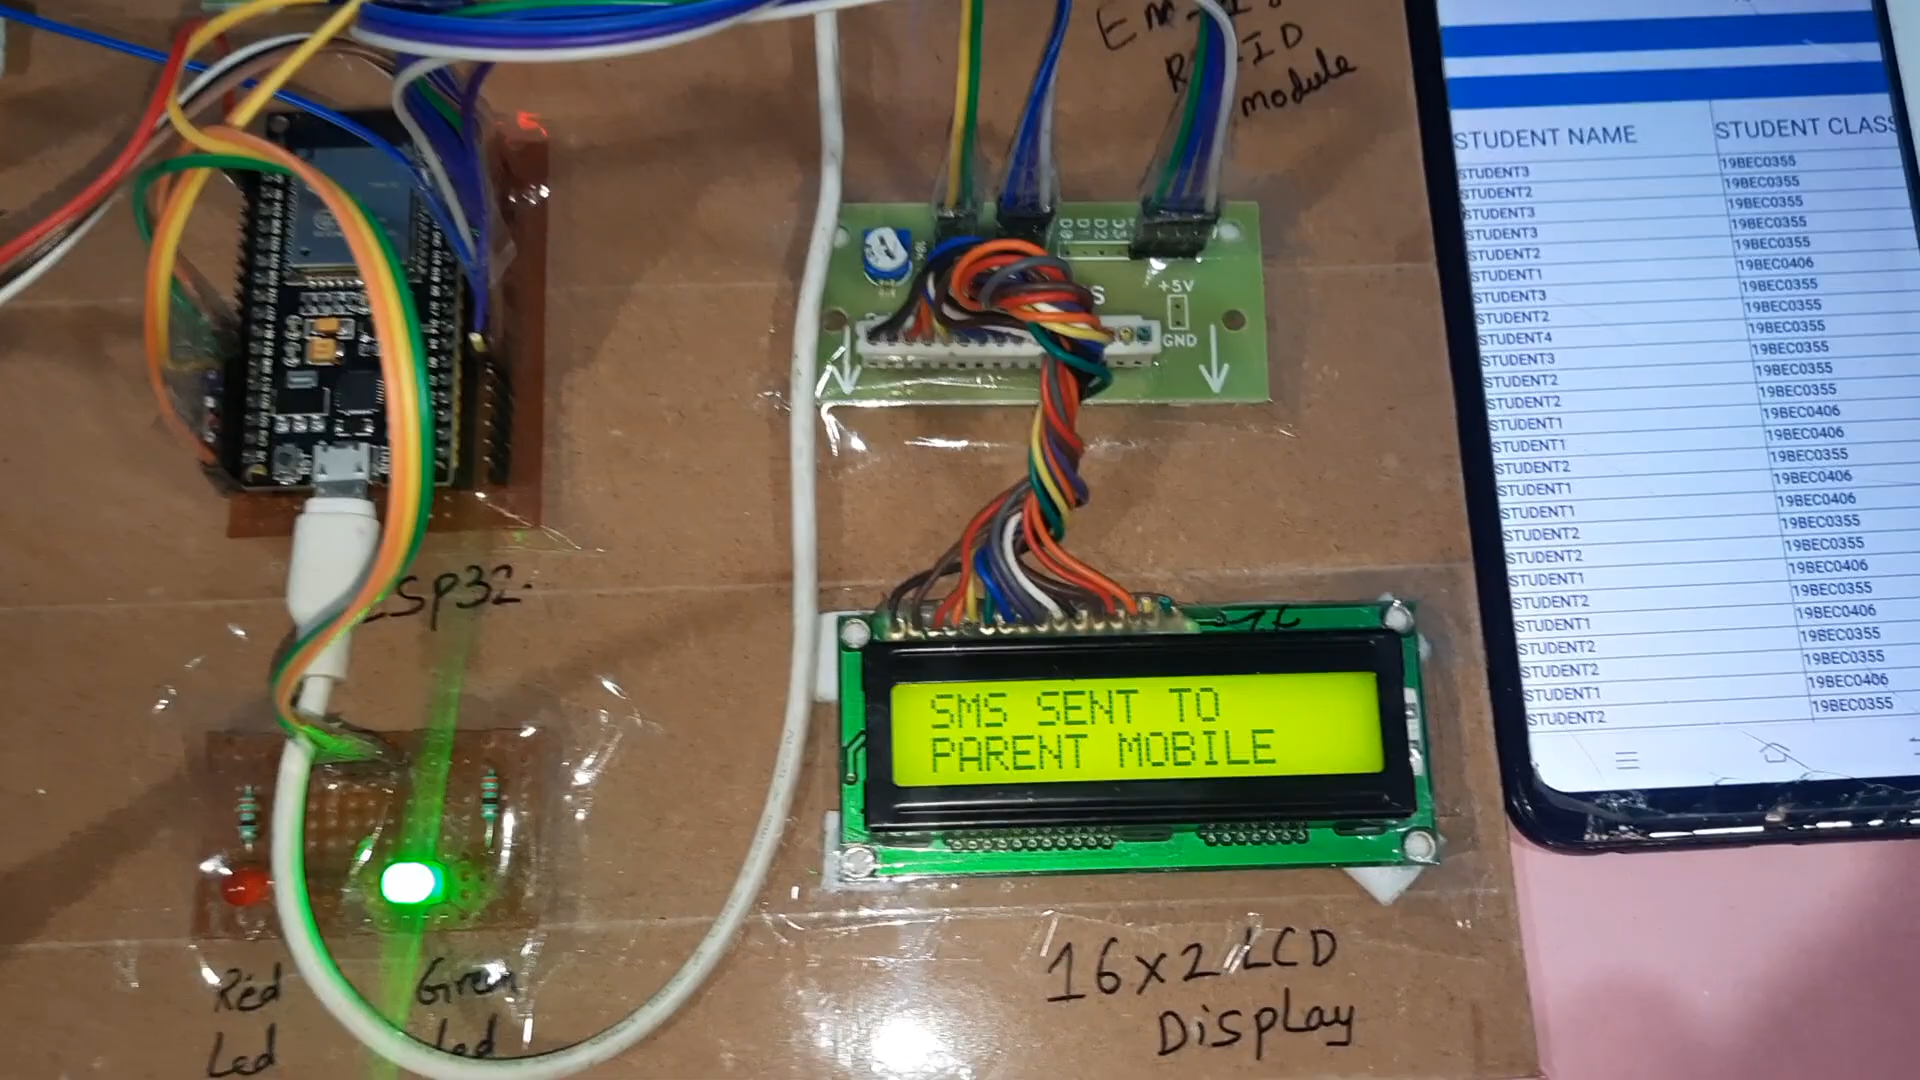 Module
STUDENT NAME STUDENT CLASS
STUDENT3 19BEC0355
STUDENT2 19BEC0355
STUDENT3 19BEC0355
STUDENT3 19BEC0355
STUDENT2 19BEC0355
STUDENT1 19BEC0406
STUDENT3 19BEC0355
STUDENT2 19BEC0355
STUDENT4 19BEC0355
STUDENT3 19BEC0355
STUDENT2 19BEC0355
STUDENT2 19BEC0355
STUDENT1 19BEC0406
STUDENT1 19BEC0406
STUDENT2 19BEC0355
STUDENT1 19BEC0406
STUDENT1 19BEC0406
STUDENT2 19BEC0355
STUDENT2 19BEC0355
STUDENT1 19BEC0406
STUDENT2 19BEC0355
STUDENT1 19BEC0406
STUDENT2 19BEC0355
STUDENT2 19BEC0355
STUDENT1 19BEC0406
STUDENT2 19BEC0355
+5V
GND
ESP32
SMS SENT TO
PARENT MOBILE
16x2 LCD
Display
Red
Led
Green
Led